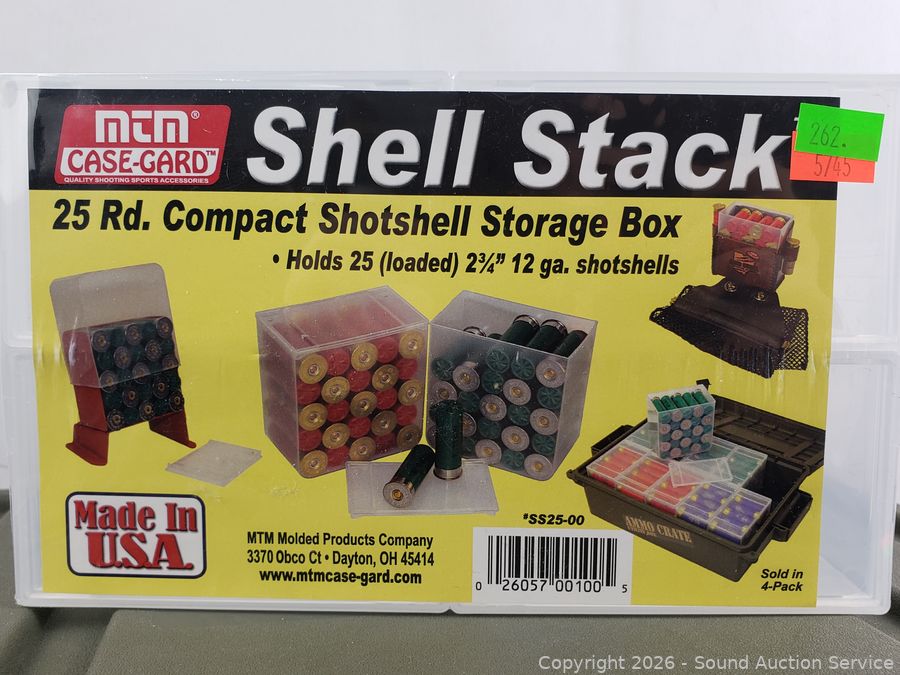 MTM®
CASE-GARD™
QUALITY SHOOTING SPORTS ACCESSORIES
Shell Stack
262.
5/45
25 Rd. Compact Shotshell Storage Box
• Holds 25 (loaded) 2¾” 12 ga. shotshells
AMMO CRATE
Made In
U.S.A.
MTM Molded Products Company
3370 Obco Ct • Dayton, OH 45414
www.mtmcase-gard.com
*SS25-00
0 26057 00100 5
Sold in
4-Pack
Copyright 2026 - Sound Auction Service